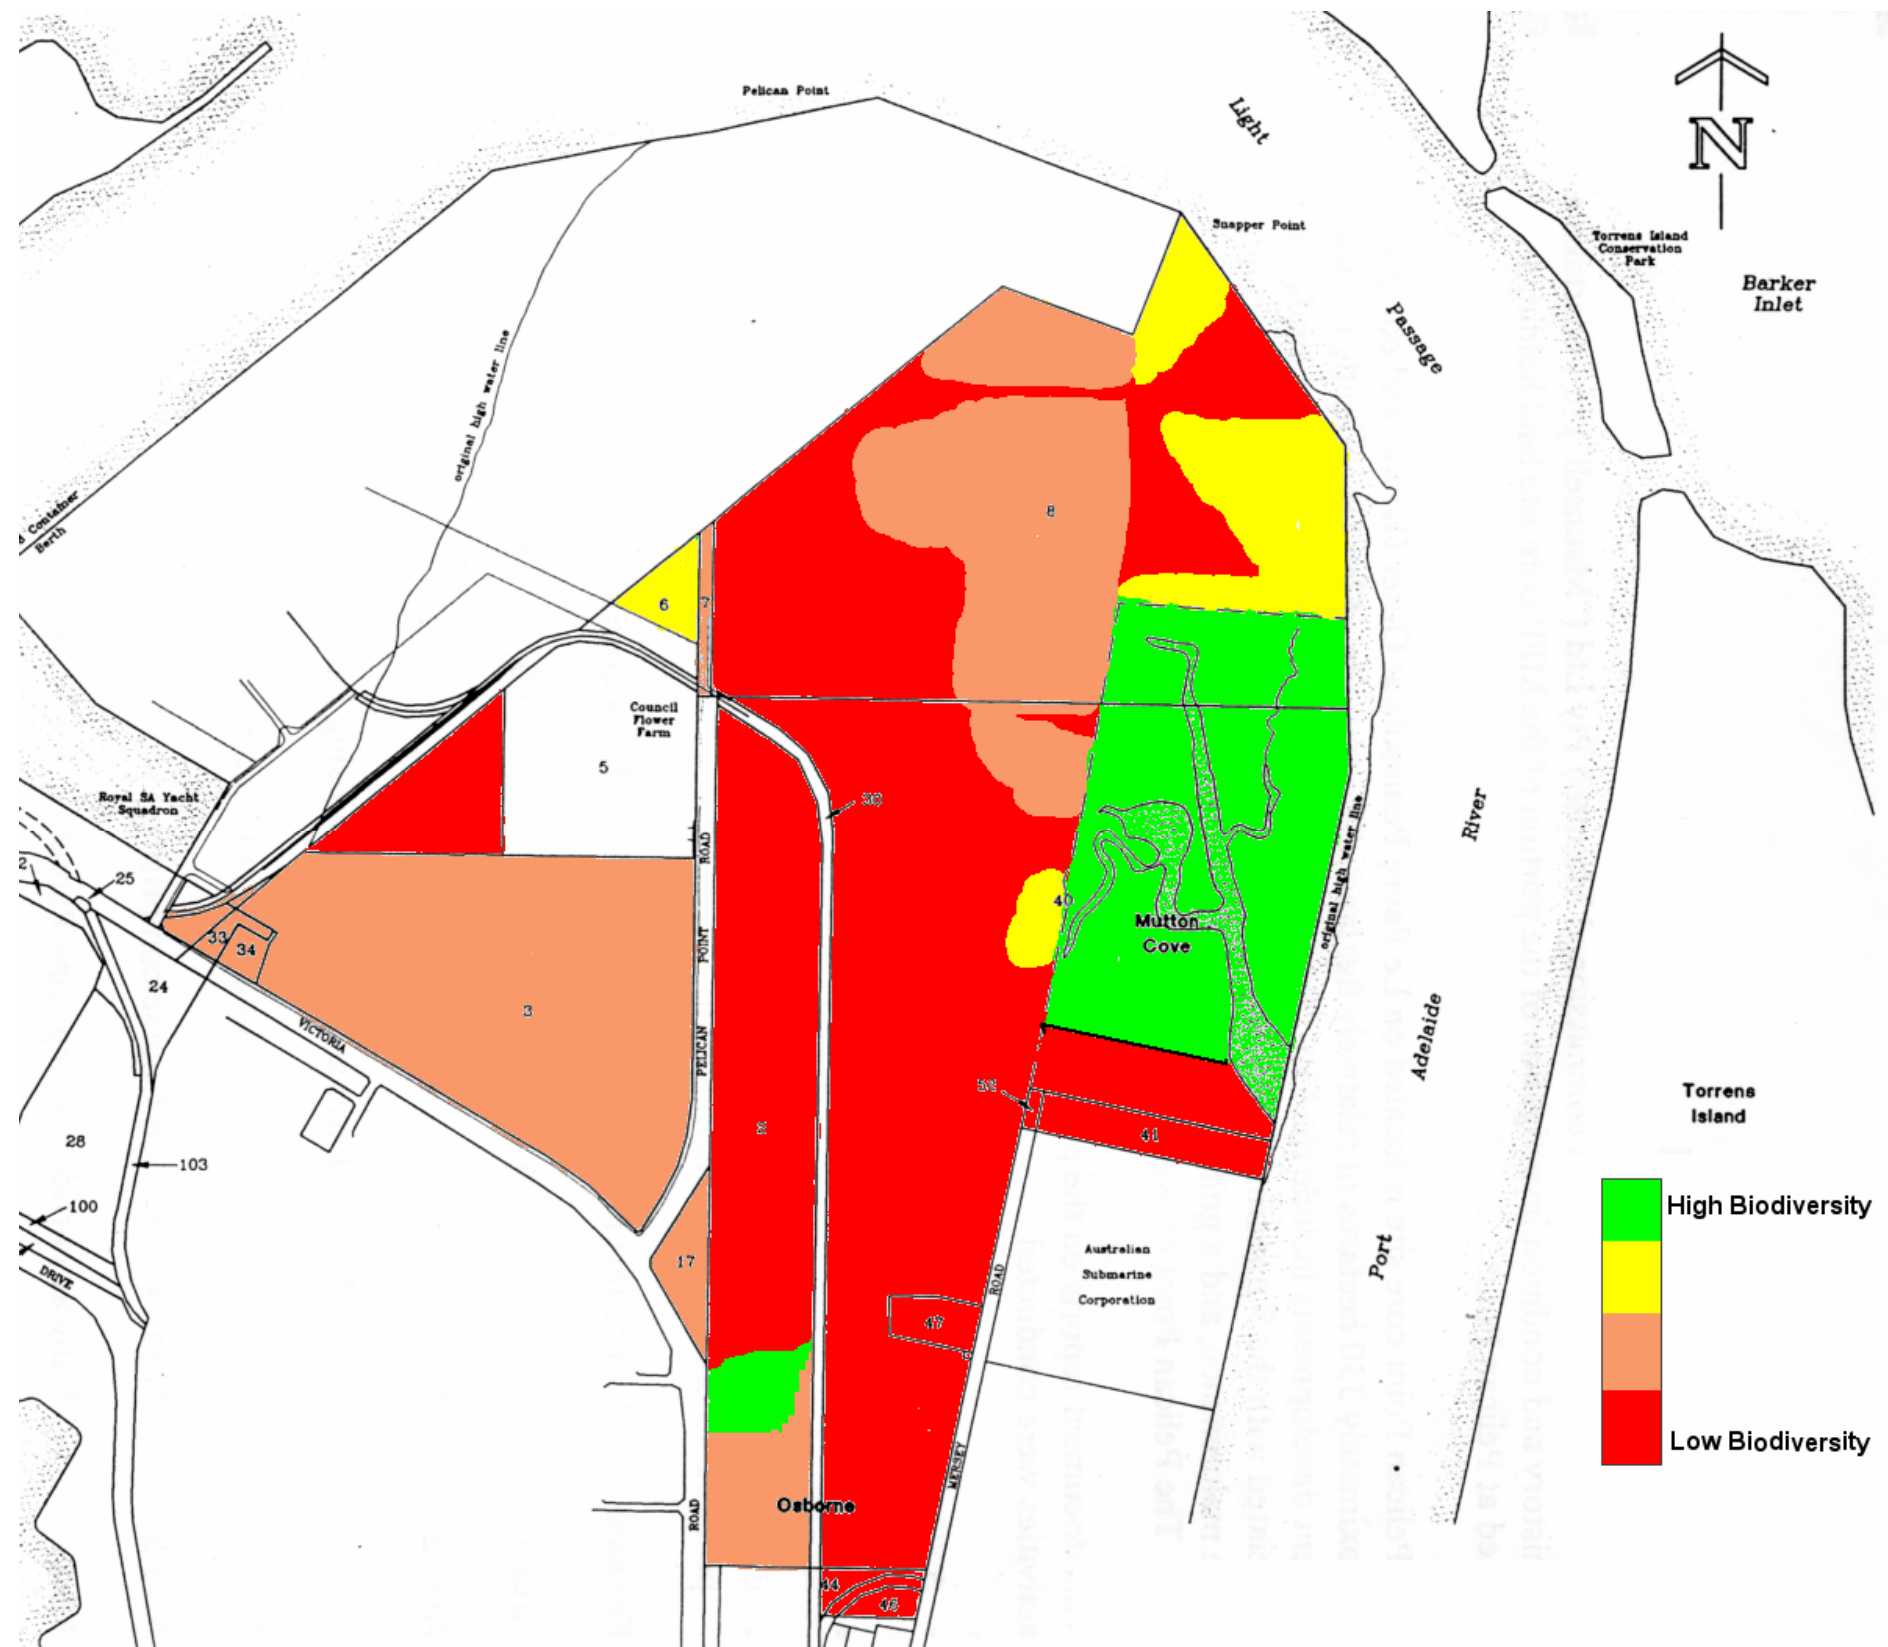 Pelican Point
Light
Snapper Point
N
Torrens Island
Conservation
Park
Barker
Inlet
Passage
original high water line
Container
Berth
8
6
7
Council
Flower
Farm
5
Royal SA Yacht
Squadron
30
ROAD
River
original high water line
2
25
40
Mutton
Cove
33
34
24
3
POINT
VICTORIA
PELICAN
Adelaide
52
Torrens
Island
2
41
28
103
100
High Biodiversity
DRIVE
17
Australian
Submarine
Corporation
Port
ROAD
47
Low Biodiversity
MERSEY
Osborne
ROAD
44